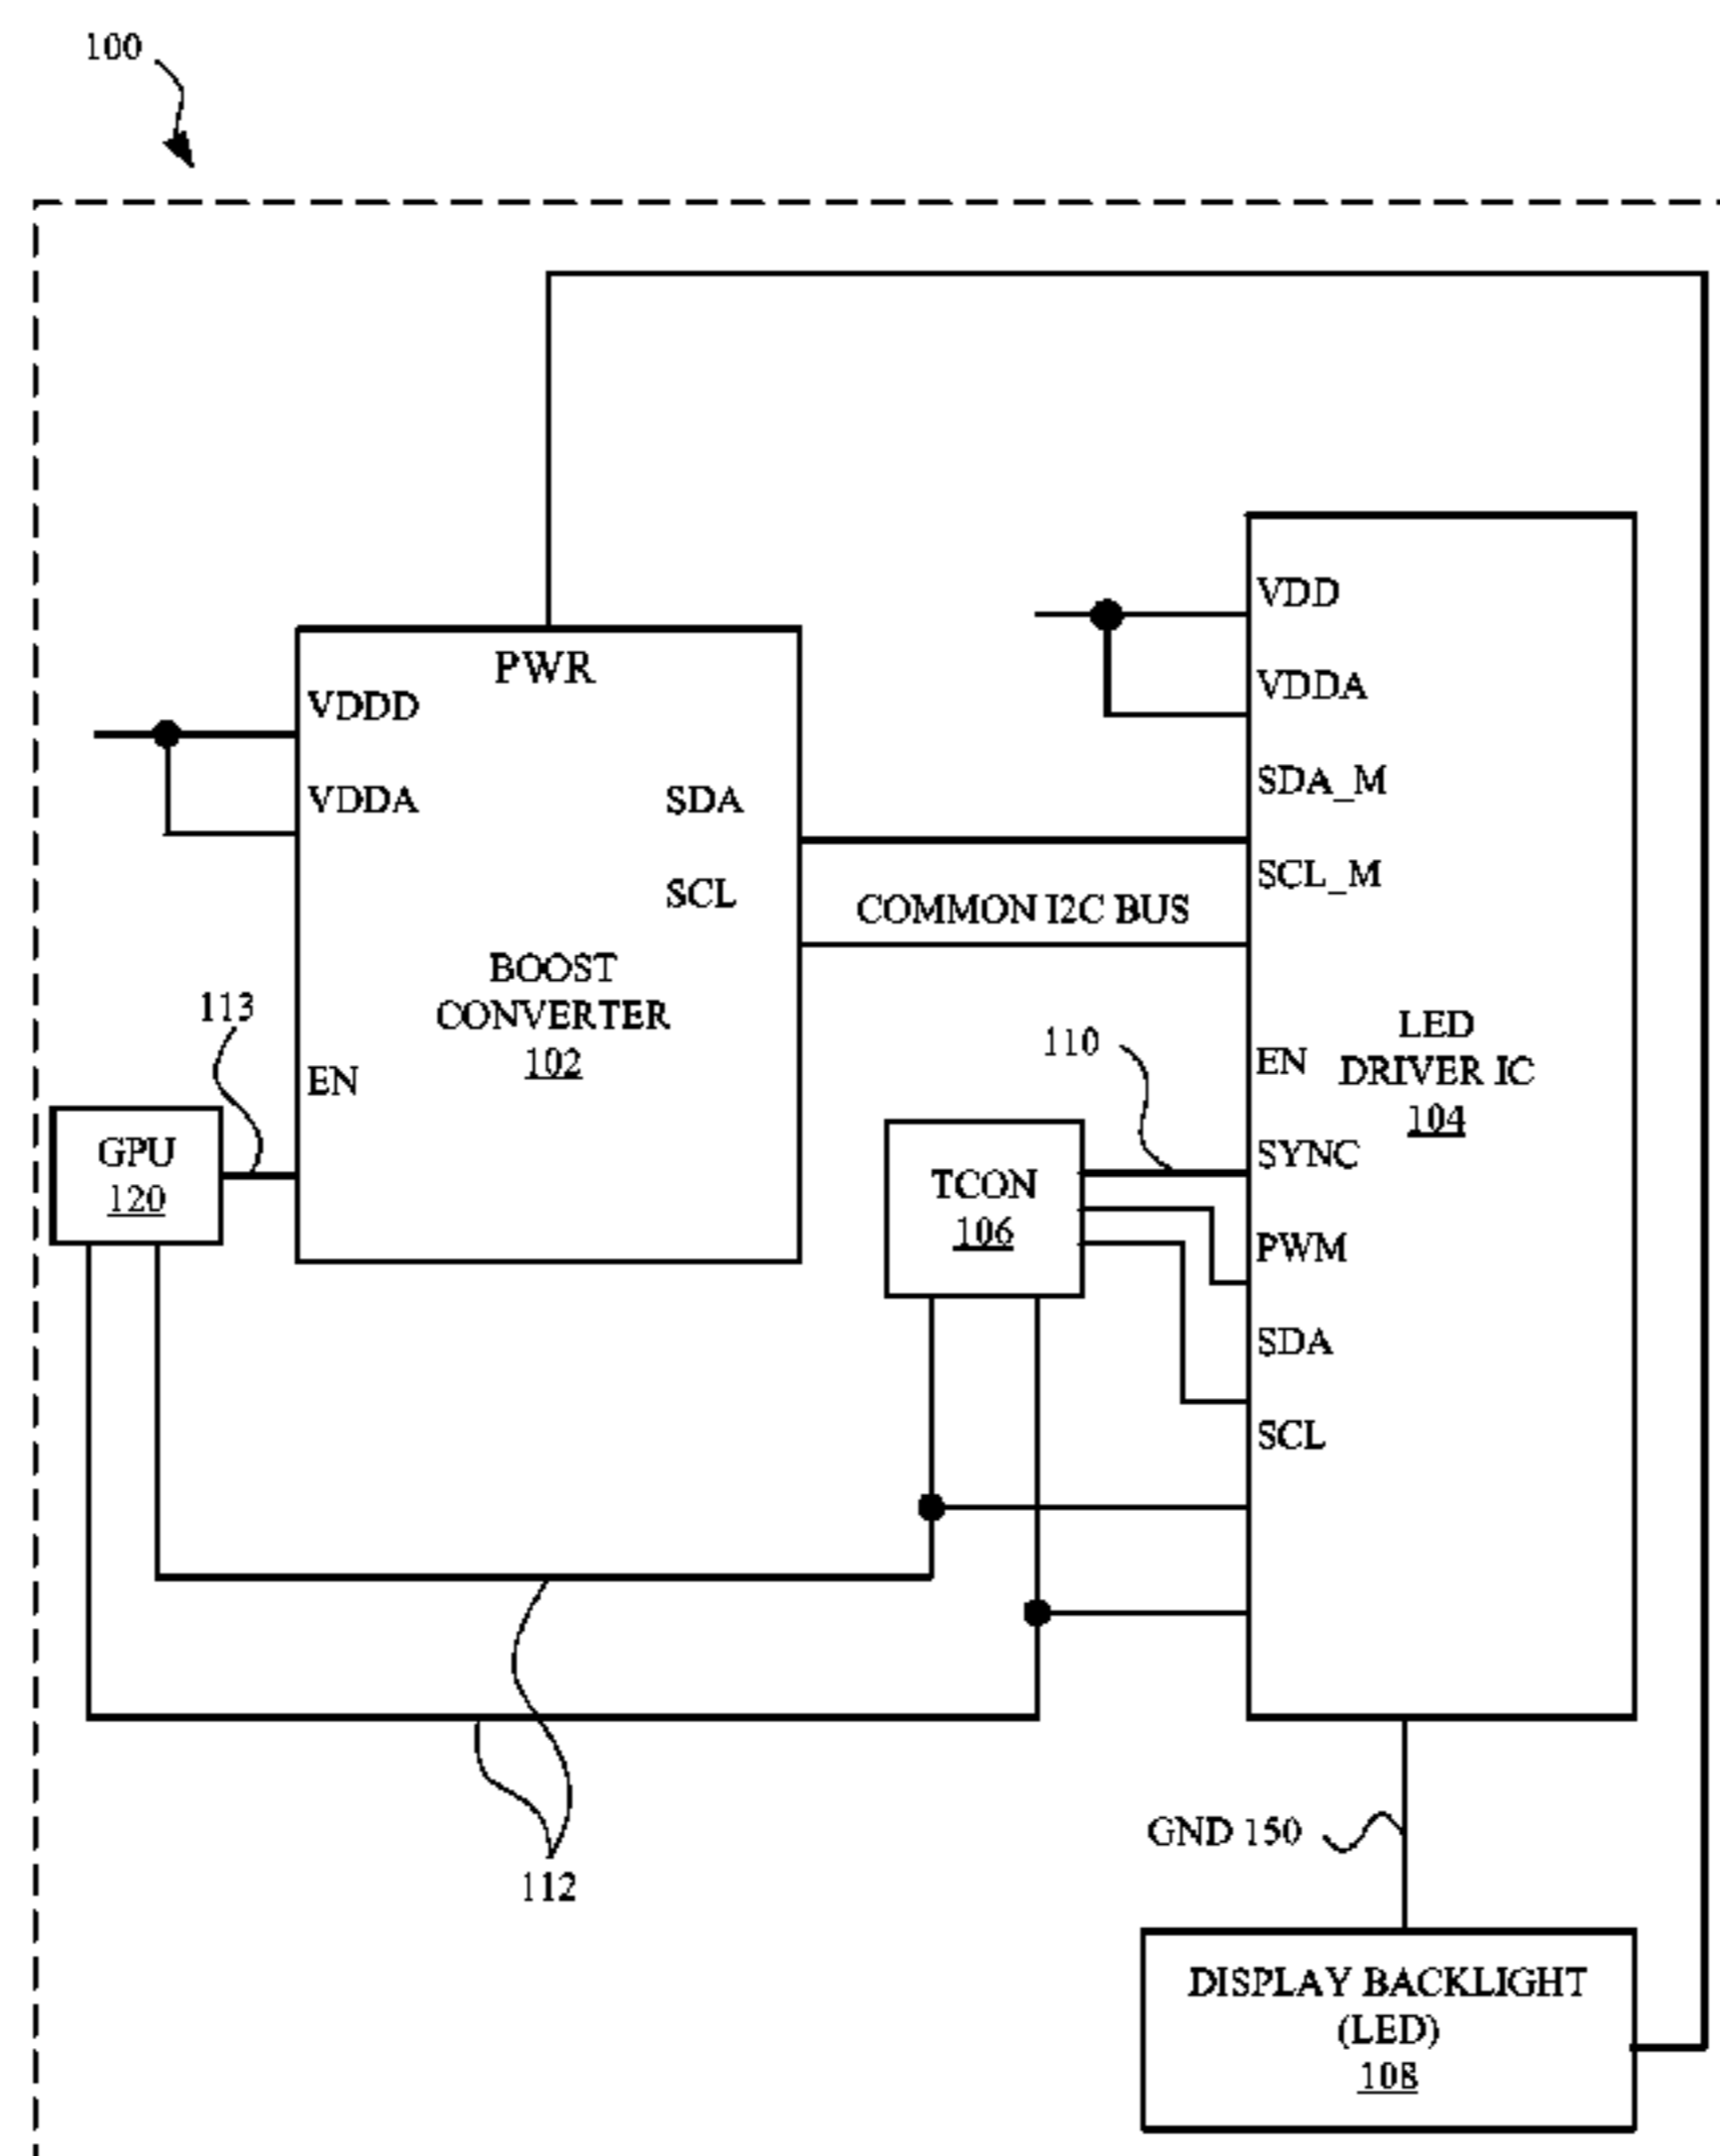 100
PWR
VDDD
VDDA
SDA
SCL
BOOST
CONVERTER
102
EN
113
GPU
120
COMMON I2C BUS
VDD
VDDA
SDA_M
SCL_M
LED
DRIVER IC
104
EN
SYNC
PWM
SDA
SCL
110
TCON
106
112
GND 150
DISPLAY BACKLIGHT
(LED)
108